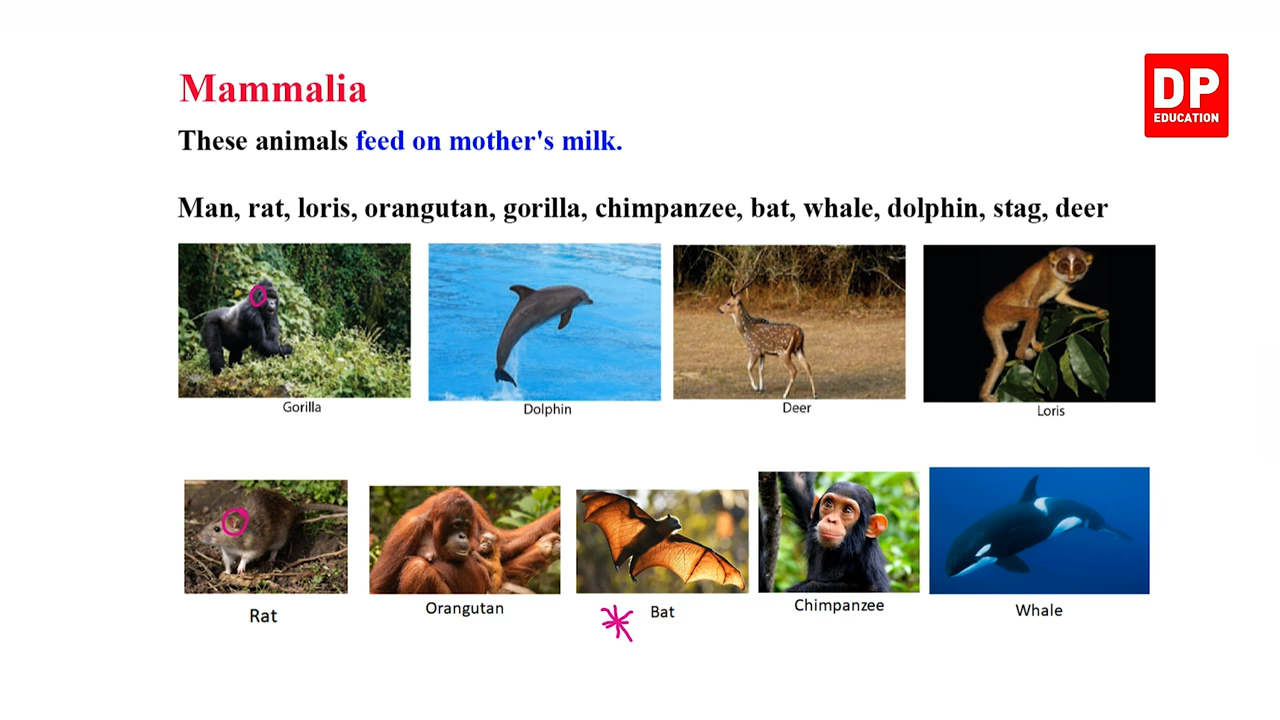 DP
EDUCATION
Mammalia
These animals feed on mother's milk.
Man, rat, loris, orangutan, gorilla, chimpanzee, bat, whale, dolphin, stag, deer
Gorilla
Dolphin
Deer
Loris
Rat
Orangutan
Bat
Chimpanzee
Whale